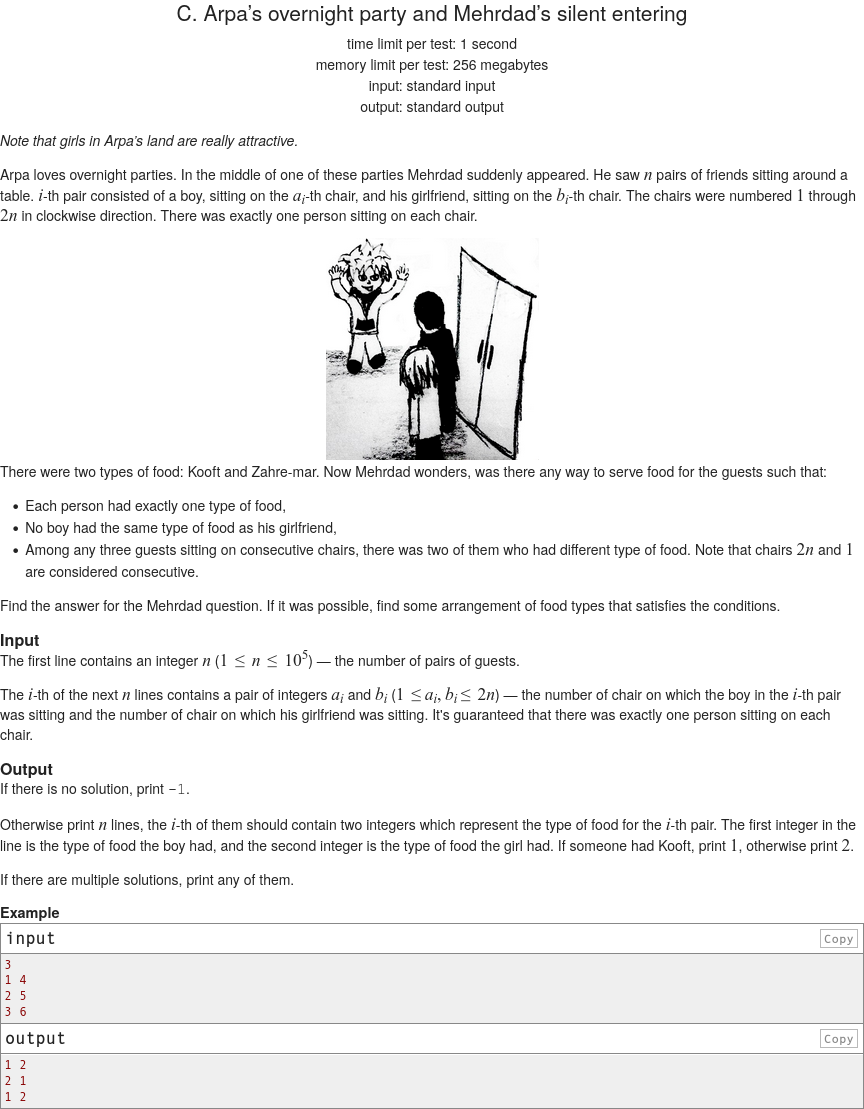 C. Arpa’s overnight party and Mehrdad’s silent entering
time limit per test: 1 second
memory limit per test: 256 megabytes
input: standard input
output: standard output
Note that girls in Arpa’s land are really attractive.
Arpa loves overnight parties. In the middle of one of these parties Mehrdad suddenly appeared. He saw n pairs of friends sitting around a
table. i-th pair consisted of a boy, sitting on the a_i-th chair, and his girlfriend, sitting on the b_i-th chair. The chairs were numbered 1 through
2n in clockwise direction. There was exactly one person sitting on each chair.
There were two types of food: Kooft and Zahre-mar. Now Mehrdad wonders, was there any way to serve food for the guests such that:
• Each person had exactly one type of food,
• No boy had the same type of food as his girlfriend,
• Among any three guests sitting on consecutive chairs, there was two of them who had different type of food. Note that chairs 2n and 1
are considered consecutive.
Find the answer for the Mehrdad question. If it was possible, find some arrangement of food types that satisfies the conditions.
Input
The first line contains an integer n (1 ≤ n ≤ 10^5) — the number of pairs of guests.
The i-th of the next n lines contains a pair of integers a_i and b_i (1 ≤ a_i, b_i ≤ 2n) — the number of chair on which the boy in the i-th pair
was sitting and the number of chair on which his girlfriend was sitting. It's guaranteed that there was exactly one person sitting on each
chair.
Output
If there is no solution, print -1.
Otherwise print n lines, the i-th of them should contain two integers which represent the type of food for the i-th pair. The first integer in the
line is the type of food the boy had, and the second integer is the type of food the girl had. If someone had Kooft, print 1, otherwise print 2.
If there are multiple solutions, print any of them.
Example
input Copy
3
1 4
2 5
3 6
output Copy
1 2
2 1
1 2